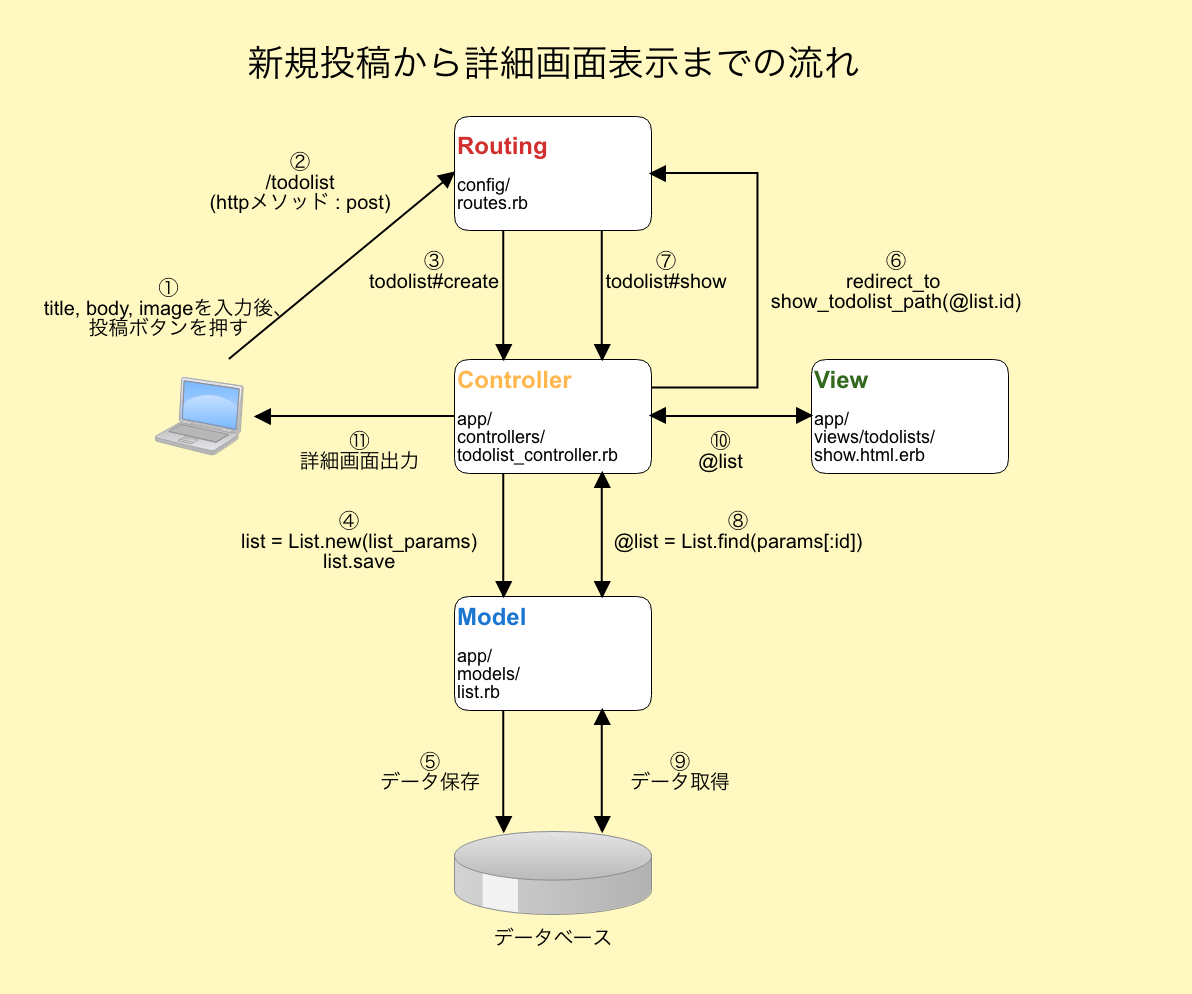 新規投稿から詳細画面表示までの流れ
Routing
config/
routes.rb
②
/todolist
(httpメソッド : post)
①
title, body, imageを入力後、
投稿ボタンを押す
③
todolist#create
⑦
todolist#show
⑥
redirect_to
show_todolist_path(@list.id)
Controller
app/
controllers/
todolist_controller.rb
View
app/
views/todolists/
show.html.erb
⑪
詳細画面出力
⑩
@list
④
list = List.new(list_params)
list.save
⑧
@list = List.find(params[:id])
Model
app/
models/
list.rb
⑤
データ保存
⑨
データ取得
データベース